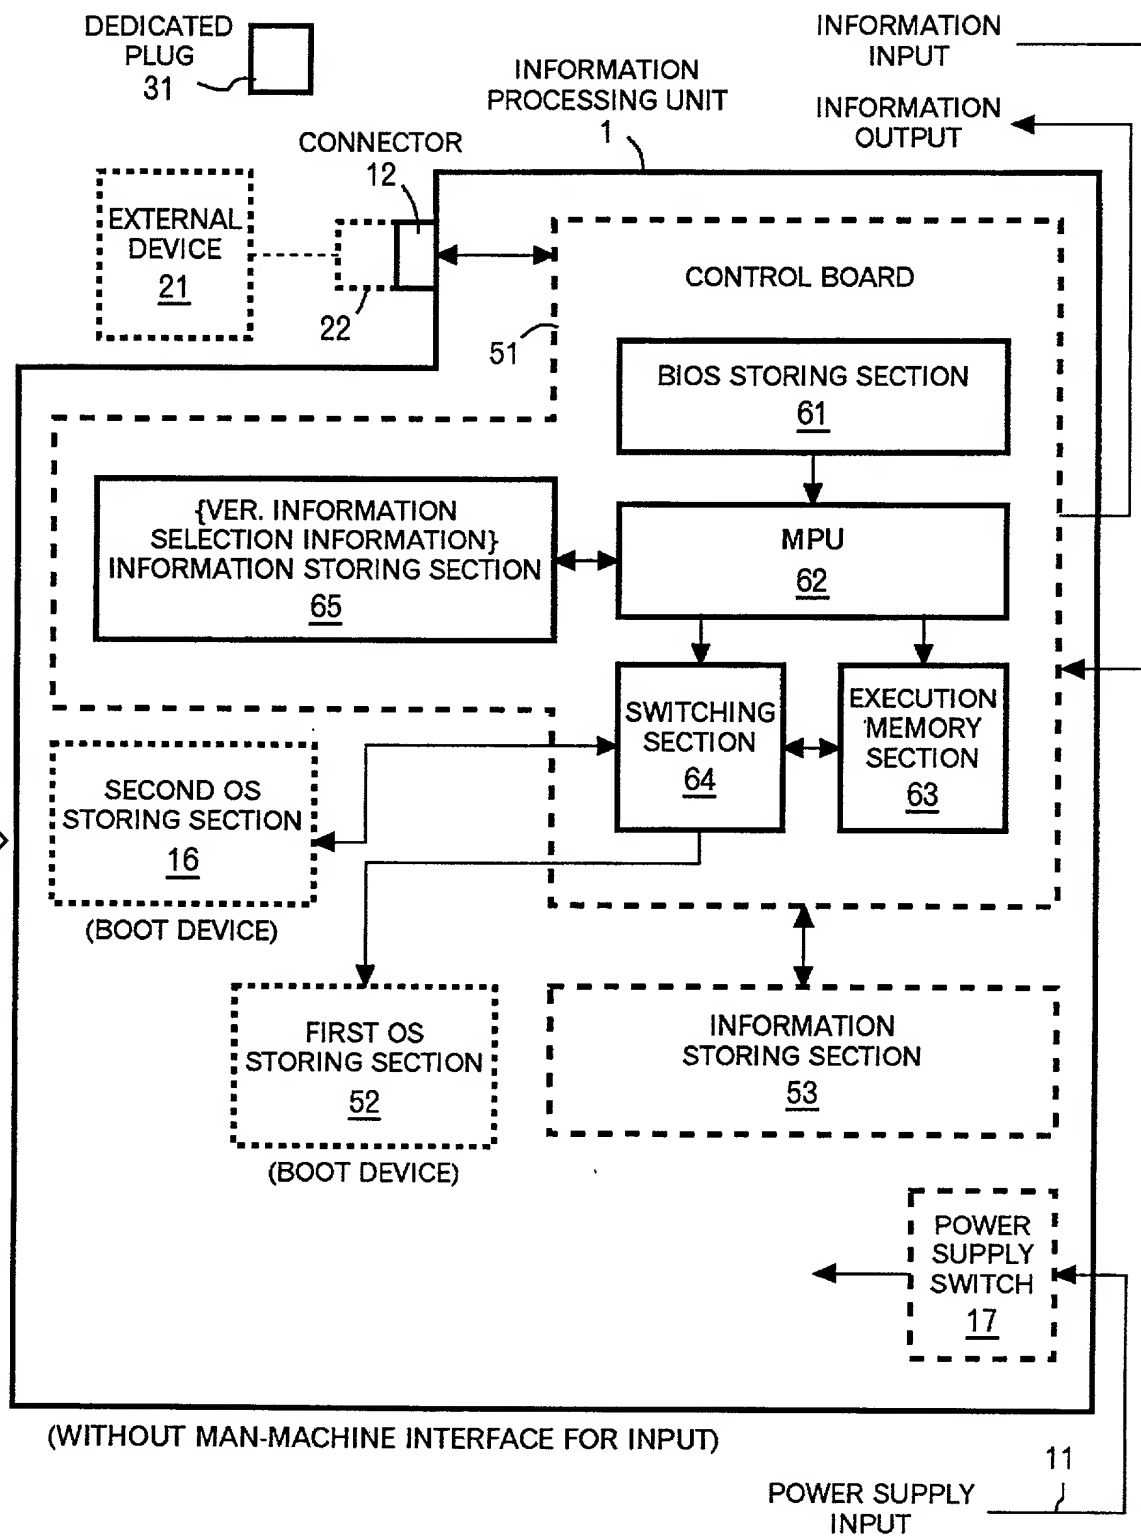 DEDICATED
PLUG
31
INFORMATION
INPUT
INFORMATION
PROCESSING UNIT
1
INFORMATION
OUTPUT
CONNECTOR
12
EXTERNAL
DEVICE
21
22
51
CONTROL BOARD
BIOS STORING SECTION
61
{VER. INFORMATION
SELECTION INFORMATION}
INFORMATION STORING SECTION
65
MPU
62
SWITCHING
SECTION
64
EXECUTION
MEMORY
SECTION
63
SECOND OS
STORING SECTION
16
(BOOT DEVICE)
FIRST OS
STORING SECTION
52
(BOOT DEVICE)
INFORMATION
STORING SECTION
53
POWER
SUPPLY
SWITCH
17
(WITHOUT MAN-MACHINE INTERFACE FOR INPUT)
11
POWER SUPPLY
INPUT